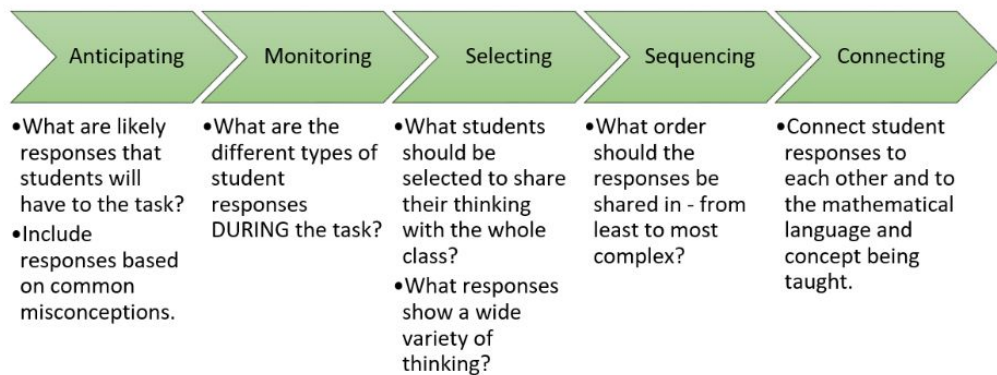 Anticipating
•What are likely
responses that
students will
have to the task?
•Include
responses based
on common
misconceptions.
Monitoring
•What are the
different types of
student
responses
DURING the task?
Selecting
•What students
should be
selected to share
their thinking
with the whole
class?
•What responses
show a wide
variety of
thinking?
Sequencing
•What order
should the
responses be
shared in - from
least to most
complex?
Connecting
•Connect student
responses to
each other and to
the mathematical
language and
concept being
taught.